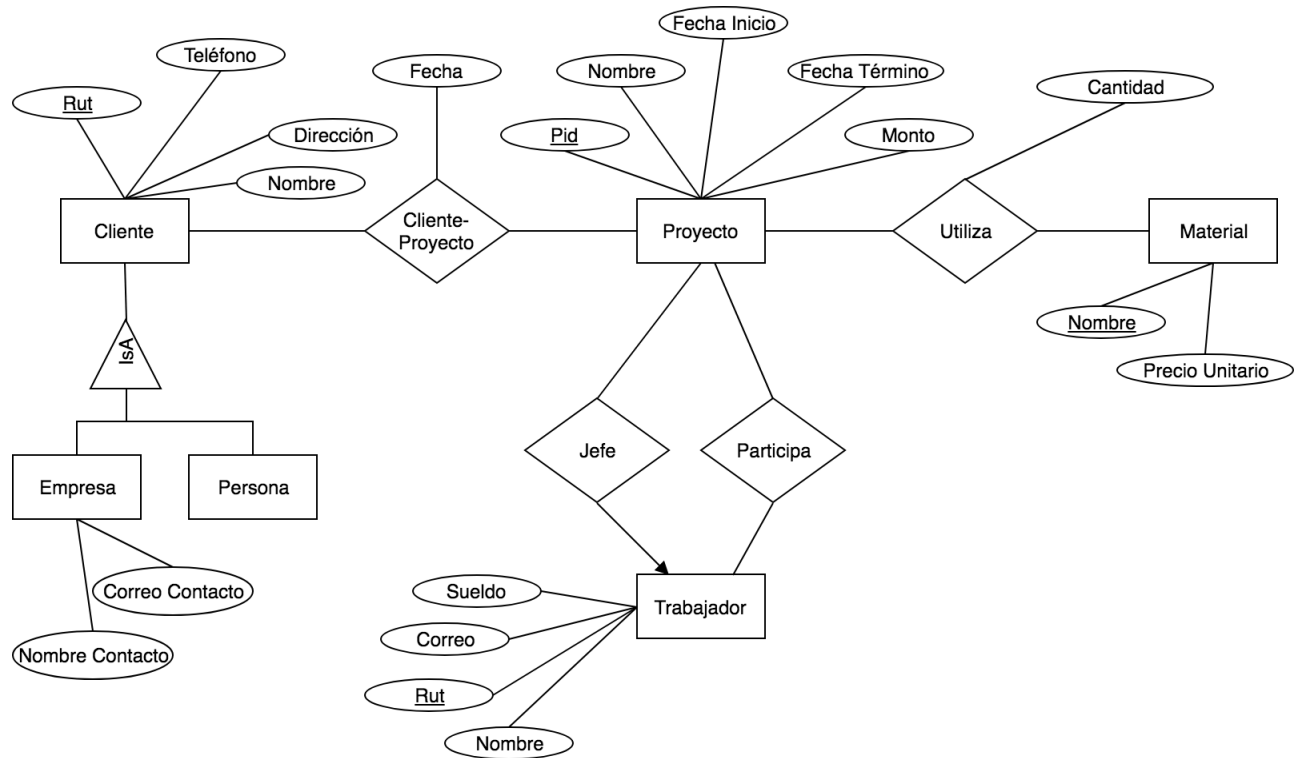 Fecha Inicio
Teléfono
Fecha
Nombre
Fecha Término
Cantidad
Rut
Dirección
Pid
Monto
Nombre
Cliente
Cliente-
Proyecto
Proyecto
Utiliza
Material
Nombre
IsA
Precio Unitario
Jefe
Participa
Empresa
Persona
Correo Contacto
Sueldo
Trabajador
Correo
Nombre Contacto
Rut
Nombre